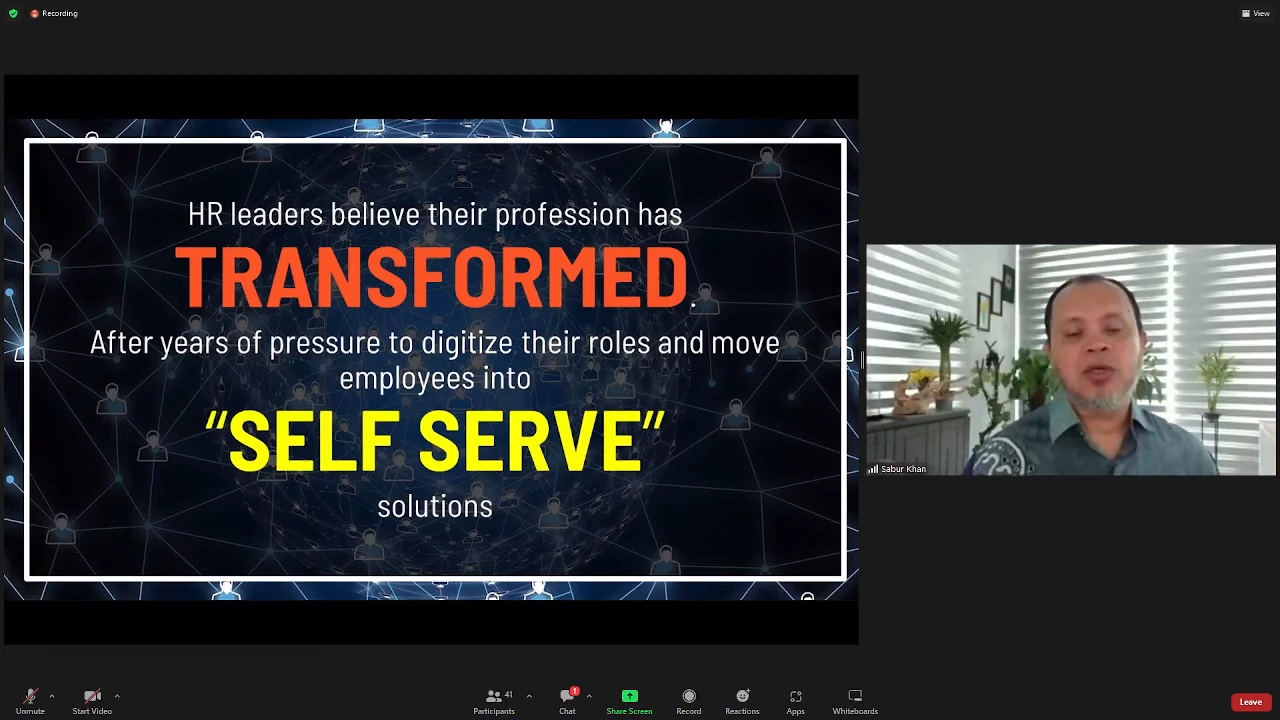 Recording
View
HR leaders believe their profession has
TRANSFORMED.
After years of pressure to digitize their roles and move
employees into
“SELF SERVE”
solutions
Sabur Khan
Unmute
Start Video
Participants
41
Chat
1
Share Screen
Record
Reactions
Apps
Whiteboards
Leave